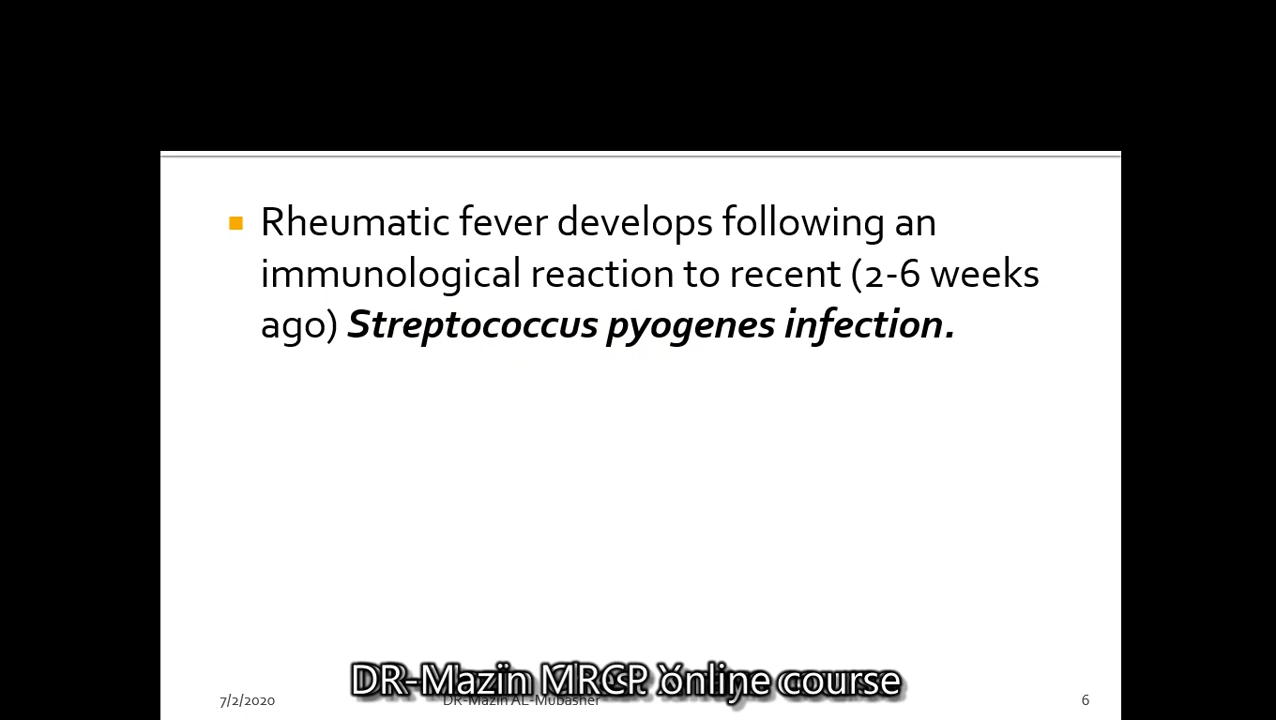 Rheumatic fever develops following an
immunological reaction to recent (2-6 weeks
ago) Streptococcus pyogenes infection.
DR-Mazin MRCP online course
7/2/2020 DR-Mazin AL-Mubasher 6